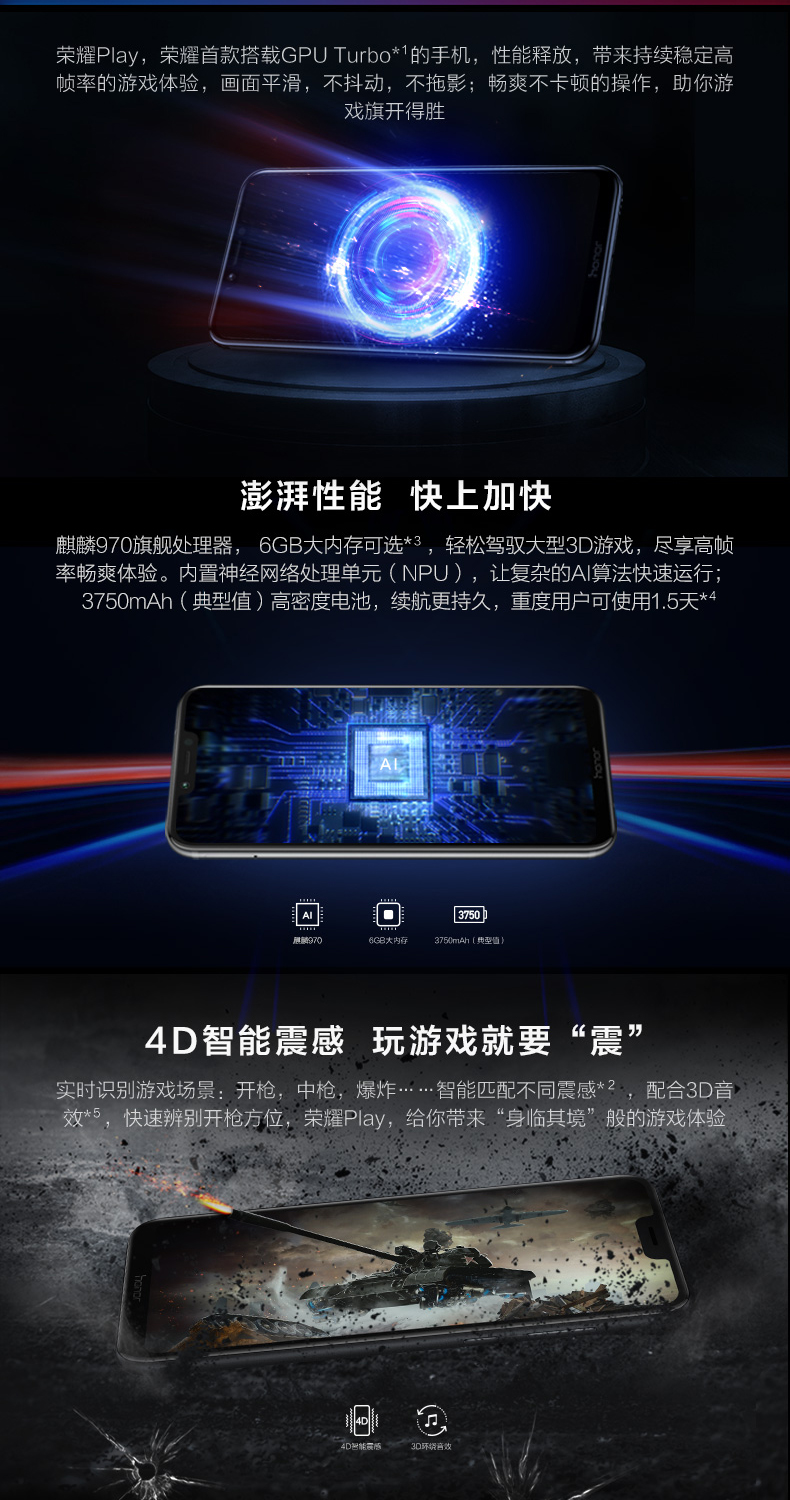 荣耀Play，荣耀首款搭载GPU Turbo*1的手机，性能释放，带来持续稳定高
帧率的游戏体验，画面平滑，不抖动，不拖影；畅爽不卡顿的操作，助你游
戏旗开得胜
honor
澎湃性能 快上加快
麒麟970旗舰处理器， 6GB大内存可选*3，轻松驾驭大型3D游戏，尽享高帧
率畅爽体验。内置神经网络处理单元（NPU），让复杂的AI算法快速运行；
3750mAh（典型值）高密度电池，续航更持久，重度用户可使用1.5天*4
AI
honor
AI
3750
麒麟970
6GB大内存
3750mAh（典型值）
4D智能震感 玩游戏就要“震”
实时识别游戏场景：开枪，中枪，爆炸……智能匹配不同震感*2 ，配合3D音
效*5，快速辨别开枪方位，荣耀Play，给你带来“身临其境”般的游戏体验
honor
4D
4D智能震感
3D环绕音效